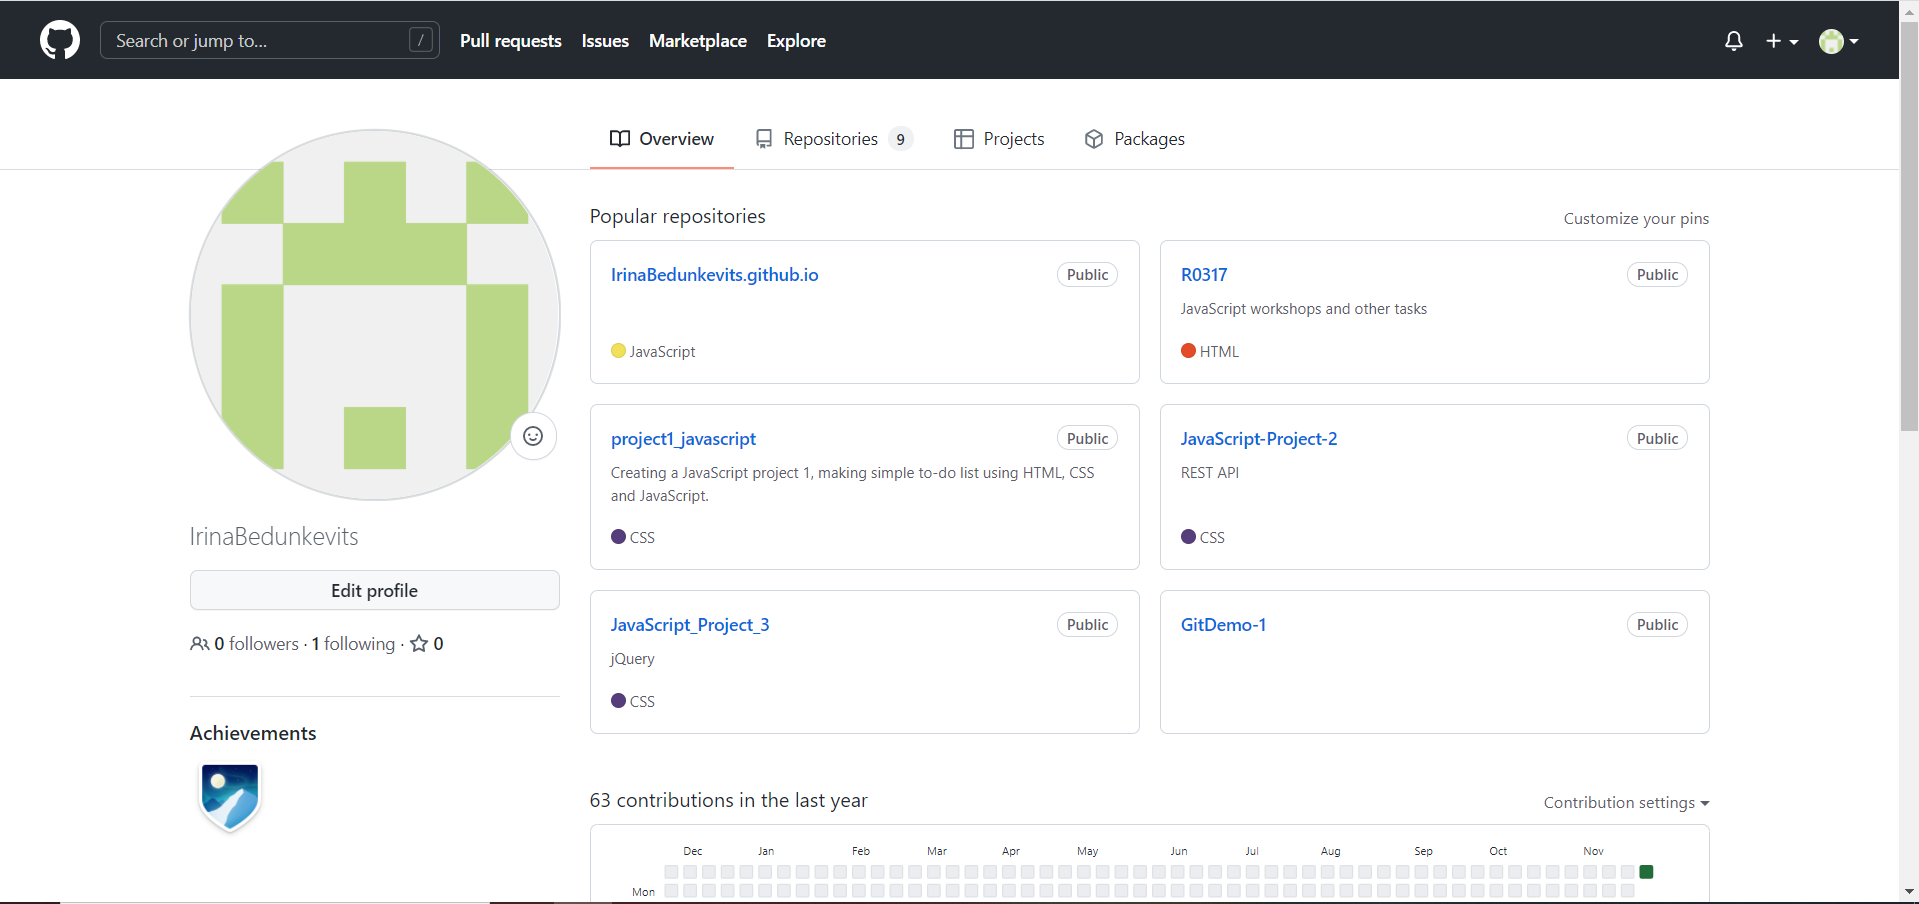 Search or jump to... /
Pull requests Issues Marketplace Explore
Overview Repositories 9 Projects Packages
Popular repositories Customize your pins
IrinaBedunkevits.github.io Public
JavaScript
R0317 Public
JavaScript workshops and other tasks
HTML
project1_javascript Public
Creating a JavaScript project 1, making simple to-do list using HTML, CSS
and JavaScript.
CSS
JavaScript-Project-2 Public
REST API
CSS
JavaScript_Project_3 Public
jQuery
CSS
GitDemo-1 Public
IrinaBedunkevits
Edit profile
0 followers · 1 following · 0
Achievements
63 contributions in the last year Contribution settings
Dec Jan Feb Mar Apr May Jun Jul Aug Sep Oct Nov
Mon